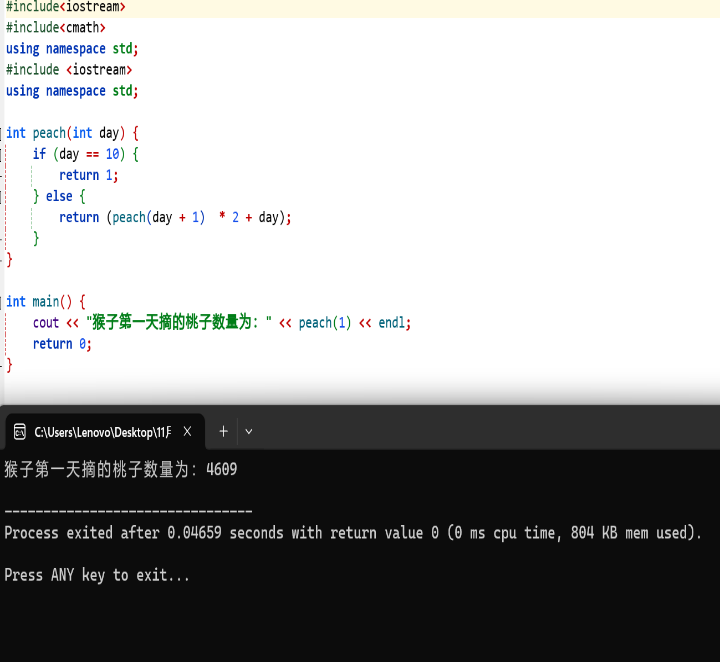 #include<iostream>
#include<cmath>
using namespace std;
#include <iostream>
using namespace std;
int peach(int day) {
if (day == 10) {
return 1;
} else {
return (peach(day + 1)  * 2 + day);
}
}
int main() {
cout << "猴子第一天摘的桃子数量为: " << peach(1) << endl;
return 0;
}
C:\Users\Lenovo\Desktop\11月
猴子第一天摘的桃子数量为: 4609
--------------------------------
Process exited after 0.04659 seconds with return value 0 (0 ms cpu time, 804 KB mem used).
Press ANY key to exit...